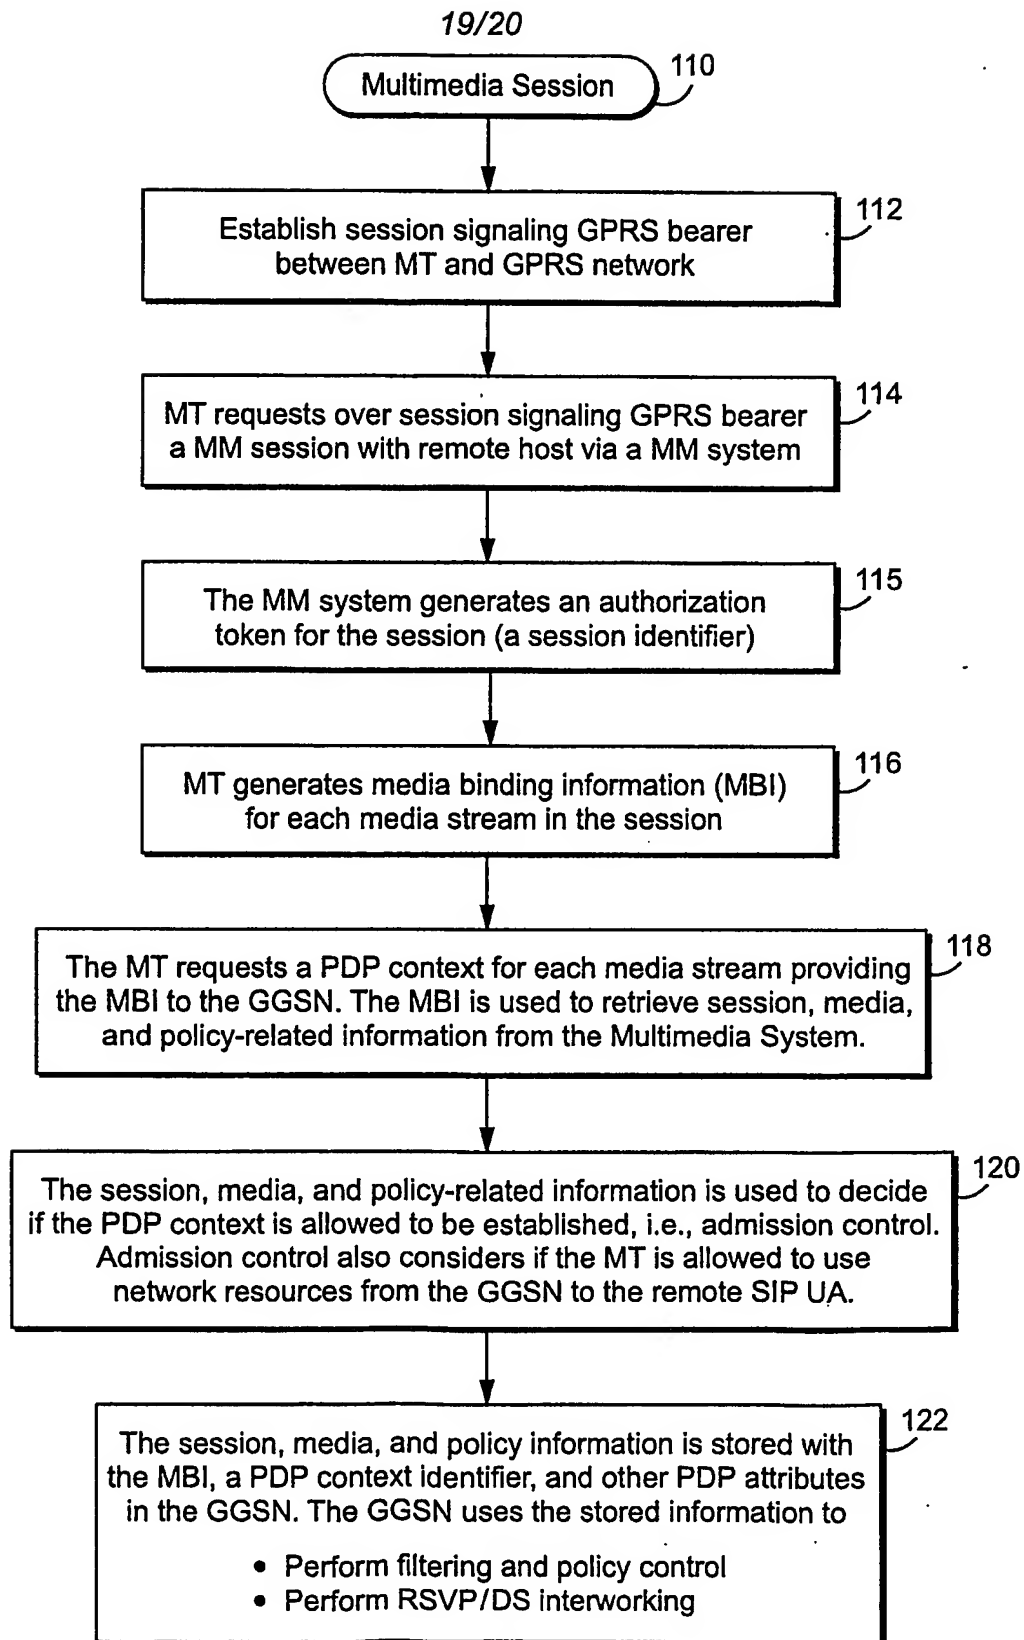 19/20
Multimedia Session
110
Establish session signaling GPRS bearer
between MT and GPRS network
112
MT requests over session signaling GPRS bearer
a MM session with remote host via a MM system
114
The MM system generates an authorization
token for the session (a session identifier)
115
MT generates media binding information (MBI)
for each media stream in the session
116
The MT requests a PDP context for each media stream providing
the MBI to the GGSN. The MBI is used to retrieve session, media,
and policy-related information from the Multimedia System.
118
The session, media, and policy-related information is used to decide
if the PDP context is allowed to be established, i.e., admission control.
Admission control also considers if the MT is allowed to use
network resources from the GGSN to the remote SIP UA.
120
The session, media, and policy information is stored with
the MBI, a PDP context identifier, and other PDP attributes
in the GGSN. The GGSN uses the stored information to
• Perform filtering and policy control
• Perform RSVP/DS interworking
122